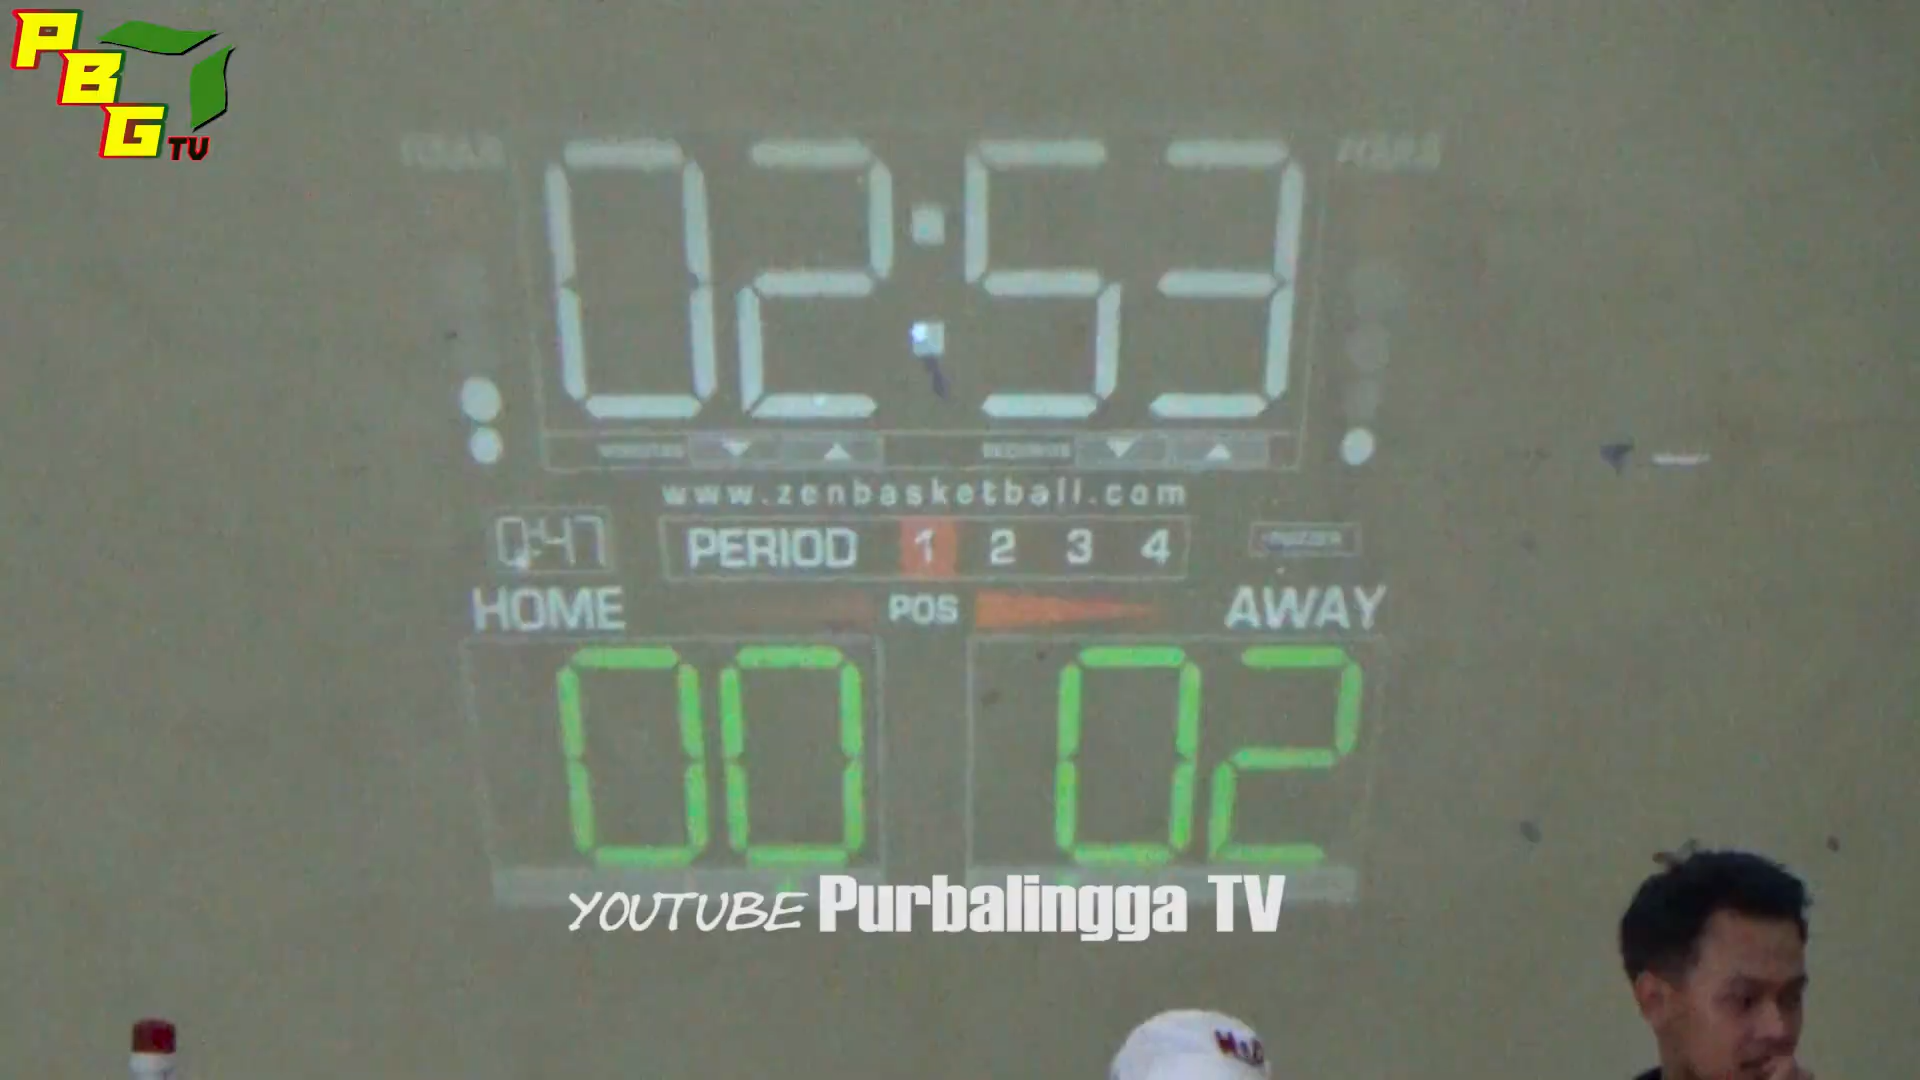 PBG TV
02:53
www.zenbasketball.com
0:47
PERIOD 1 2 3 4
HOME POS AWAY
00 02
YOUTUBE Purbalingga TV